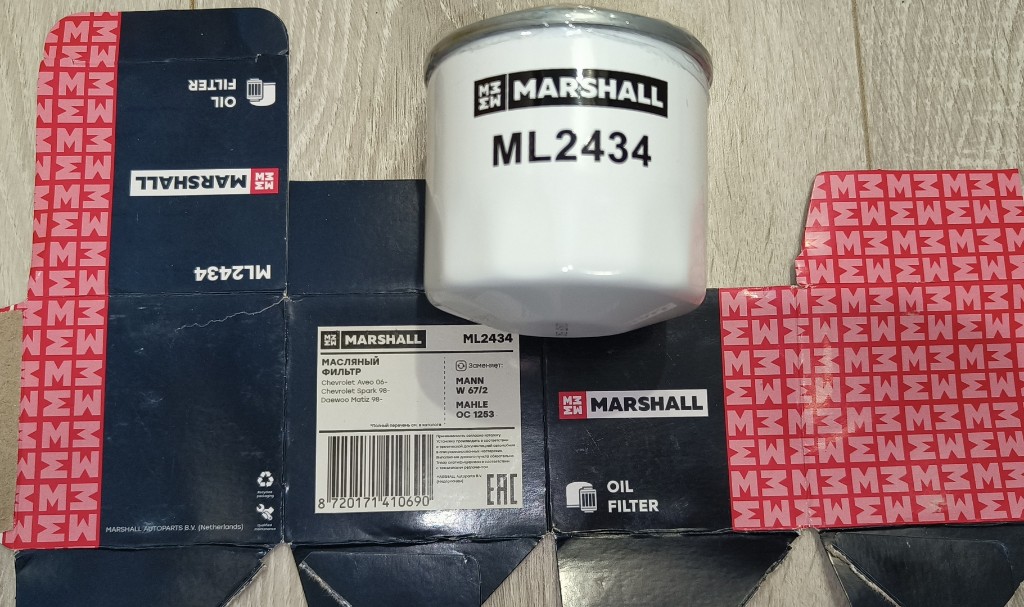 MARSHALL
ML2434
OIL
FILTER
MARSHALL
ML2434
MARSHALL ML2434
МАСЛЯНЫЙ
ФИЛЬТР
Chevrolet Aveo 06-
Chevrolet Spark 98-
Daewoo Matiz 98-
Заменяет:
MANN
W 67/2
MAHLE
OC 1253
8 720171 410690
EAC
MARSHALL
OIL
FILTER
MARSHALL AUTOPARTS B.V. (Netherlands)